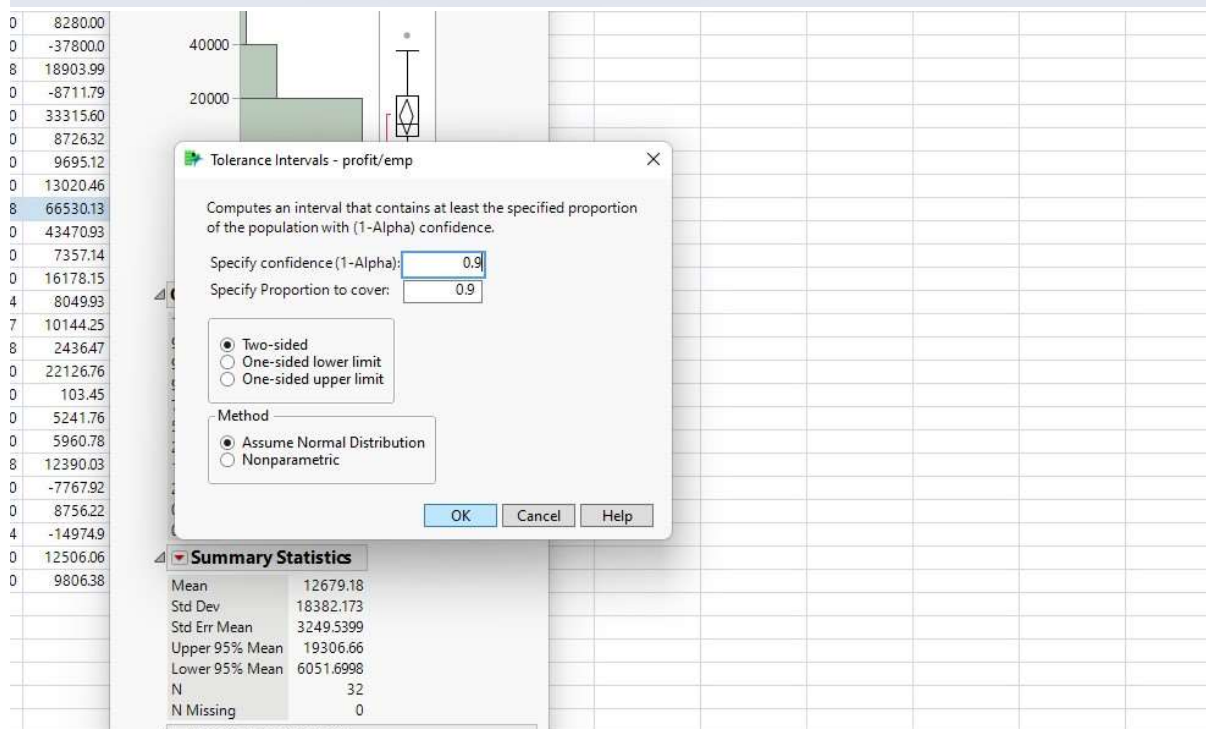 0 8280.00
0 -37800.0
8 18903.99
0 -8711.79
0 33315.60
0 8726.32
0 9695.12
0 13020.46
8 66530.13
0 43470.93
0 7357.14
0 16178.15
4 8049.93
7 10144.25
8 2436.47
0 22126.76
0 103.45
0 5241.76
0 5960.78
8 12390.03
0 -7767.92
0 8756.22
4 -14974.9
0 12506.06
0 9806.38
40000
20000
Tolerance Intervals - profit/emp
Computes an interval that contains at least the specified proportion
of the population with (1-Alpha) confidence.
Specify confidence (1-Alpha): 0.9
Specify Proportion to cover: 0.9
Two-sided
One-sided lower limit
One-sided upper limit
Method
Assume Normal Distribution
Nonparametric
OK Cancel Help
Summary Statistics
Mean 12679.18
Std Dev 18382.173
Std Err Mean 3249.5399
Upper 95% Mean 19306.66
Lower 95% Mean 6051.6998
N 32
N Missing 0